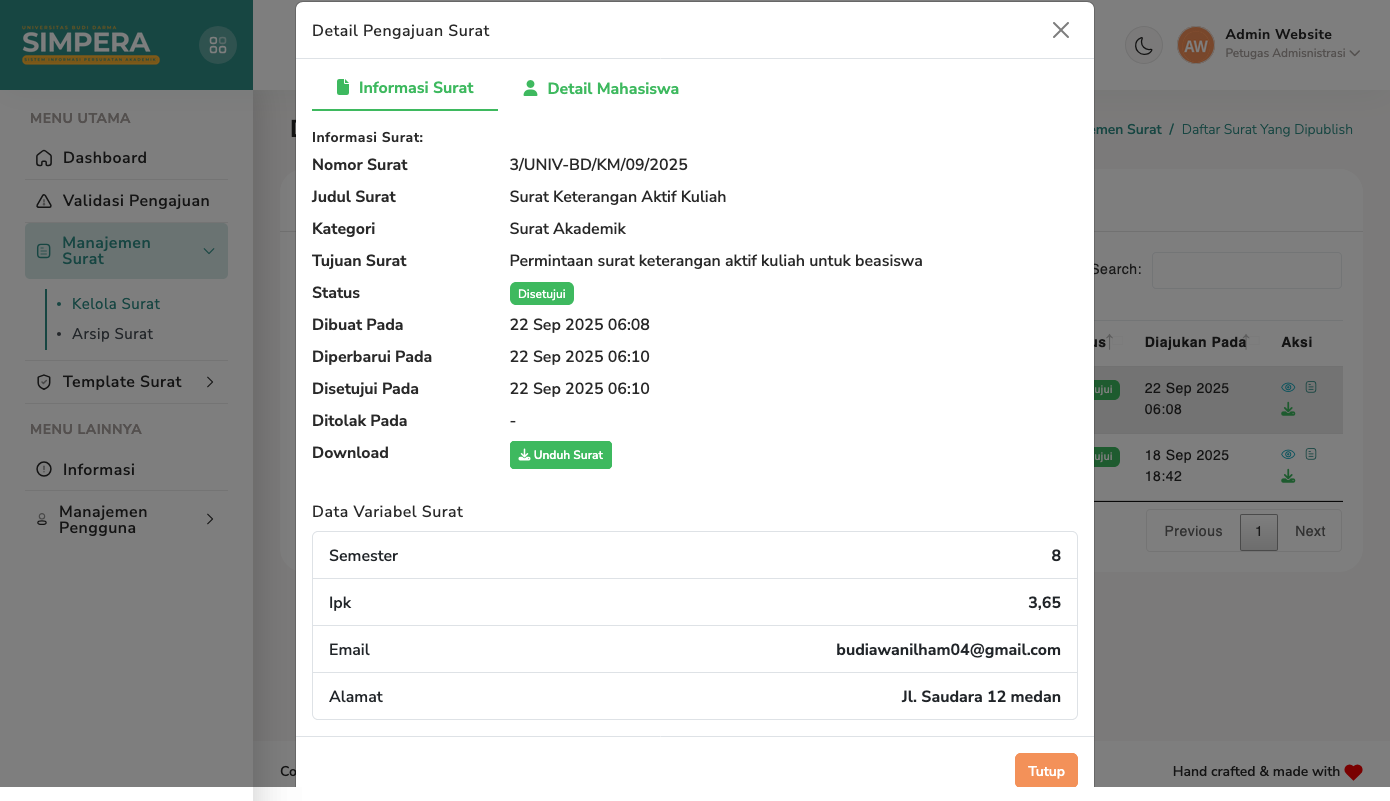 UNIVERSITAS BUDI DARMA
SIMPERA
SISTEM INFORMASI PERSURATAN AKADEMIK
MENU UTAMA
Dashboard
Validasi Pengajuan
Manajemen
Surat
Kelola Surat
Arsip Surat
Template Surat
MENU LAINNYA
Informasi
Manajemen
Pengguna
Detail Pengajuan Surat
Informasi Surat
Detail Mahasiswa
Informasi Surat:
Nomor Surat 3/UNIV-BD/KM/09/2025
Judul Surat Surat Keterangan Aktif Kuliah
Kategori Surat Akademik
Tujuan Surat Permintaan surat keterangan aktif kuliah untuk beasiswa
Status Disetujui
Dibuat Pada 22 Sep 2025 06:08
Diperbarui Pada 22 Sep 2025 06:10
Disetujui Pada 22 Sep 2025 06:10
Ditolak Pada -
Download Unduh Surat
Data Variabel Surat
Semester 8
Ipk 3,65
Email budiawanilham04@gmail.com
Alamat Jl. Saudara 12 medan
Tutup
AW
Admin Website
Petugas Admisnistrasi
emen Surat / Daftar Surat Yang Dipublish
Search:
us Diajukan Pada Aksi
ujui 22 Sep 2025
06:08
ujui 18 Sep 2025
18:42
Previous 1 Next
Co
Hand crafted & made with